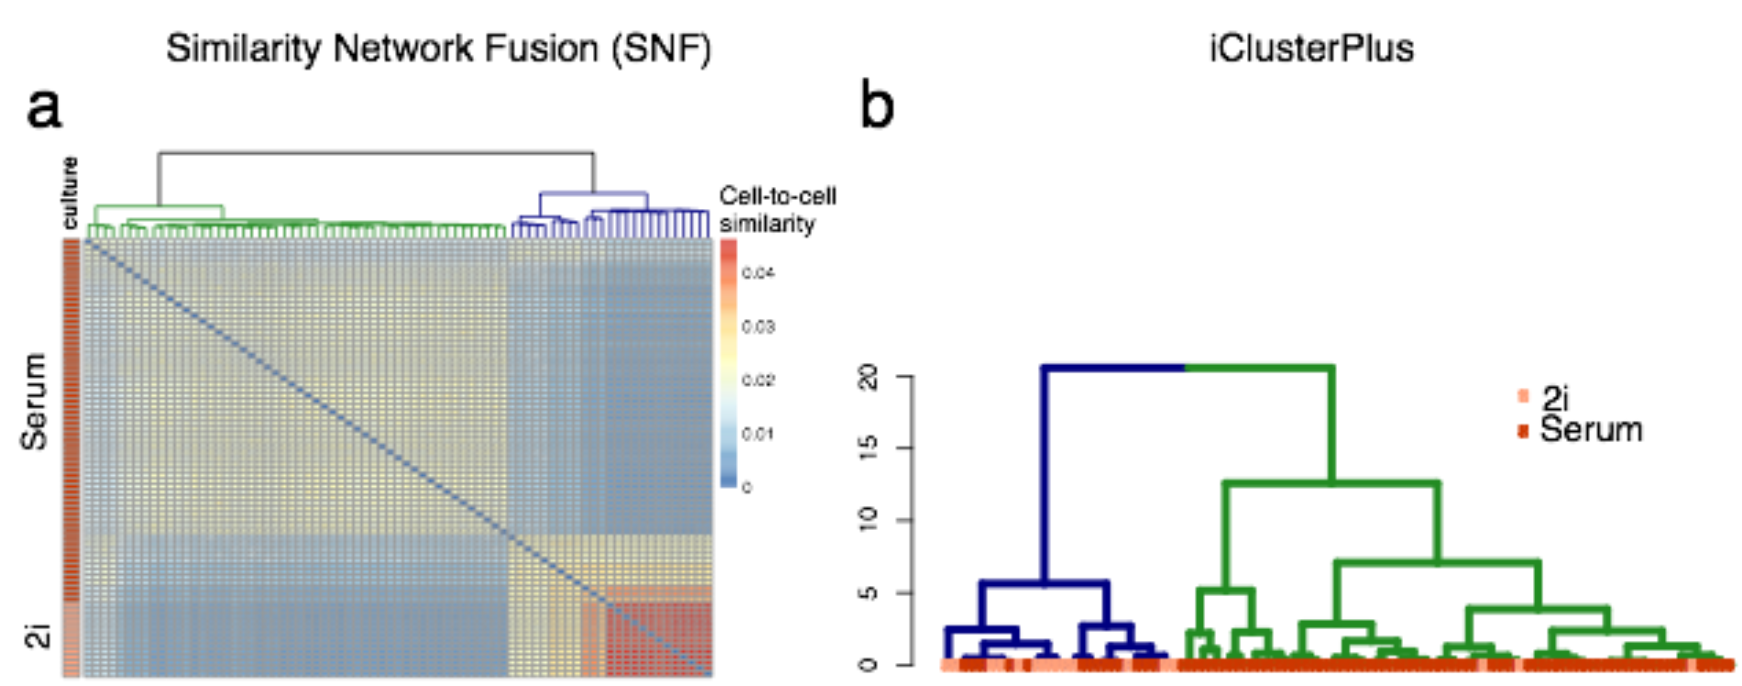 Similarity Network Fusion (SNF)
iClusterPlus
a
b
culture
Cell-to-cell
similarity
0.04
0.03
0.02
0.01
0
Serum
2i
20
15
10
5
0
2i
Serum